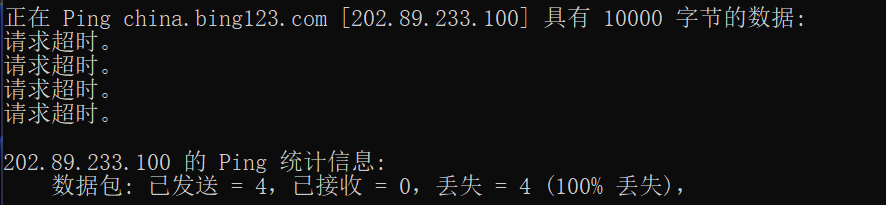 正在 Ping china.bing123.com [202.89.233.100] 具有 10000 字节的数据:
请求超时。
请求超时。
请求超时。
请求超时。
202.89.233.100 的 Ping 统计信息:
数据包: 已发送 = 4，已接收 = 0，丢失 = 4 (100% 丢失)，